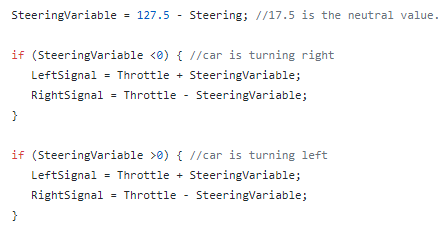 SteeringVariable = 127.5 - Steering; //17.5 is the neutral value.
if (SteeringVariable <0) { //car is turning right
LeftSignal = Throttle + SteeringVariable;
RightSignal = Throttle - SteeringVariable;
}
if (SteeringVariable >0) { //car is turning left
LeftSignal = Throttle + SteeringVariable;
RightSignal = Throttle - SteeringVariable;
}